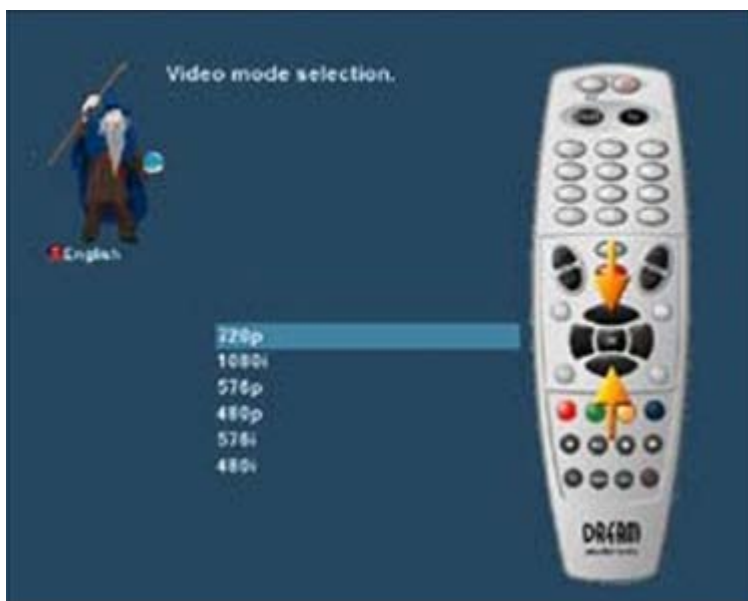 Video mode selection.
English
720p
1080i
576p
480p
576i
480i
DREAM